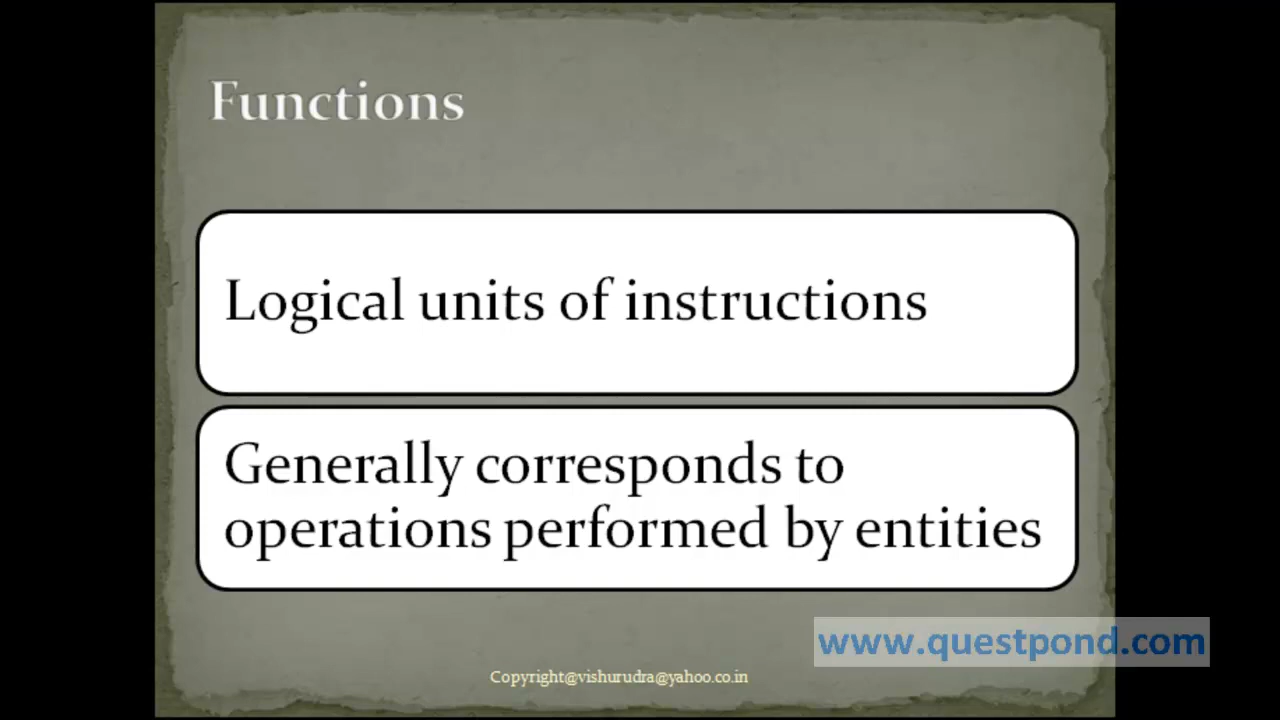 Functions
Logical units of instructions
Generally corresponds to
operations performed by entities
www.questpond.com
Copyright@vishurudra@yahoo.co.in